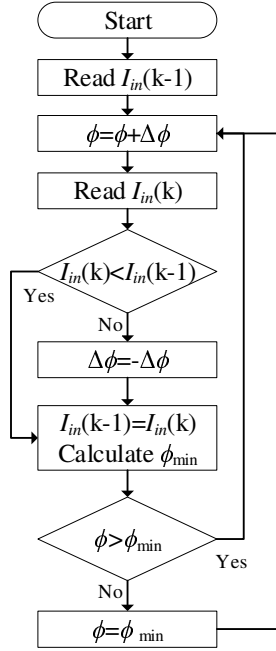 Start
Read I_in(k-1)
ϕ=ϕ+Δϕ
Read I_in(k)
I_in(k)<I_in(k-1)
Yes
No
Δϕ=-Δϕ
I_in(k-1)=I_in(k)
Calculate ϕ_min
ϕ>ϕ_min
Yes
No
ϕ=ϕ_min